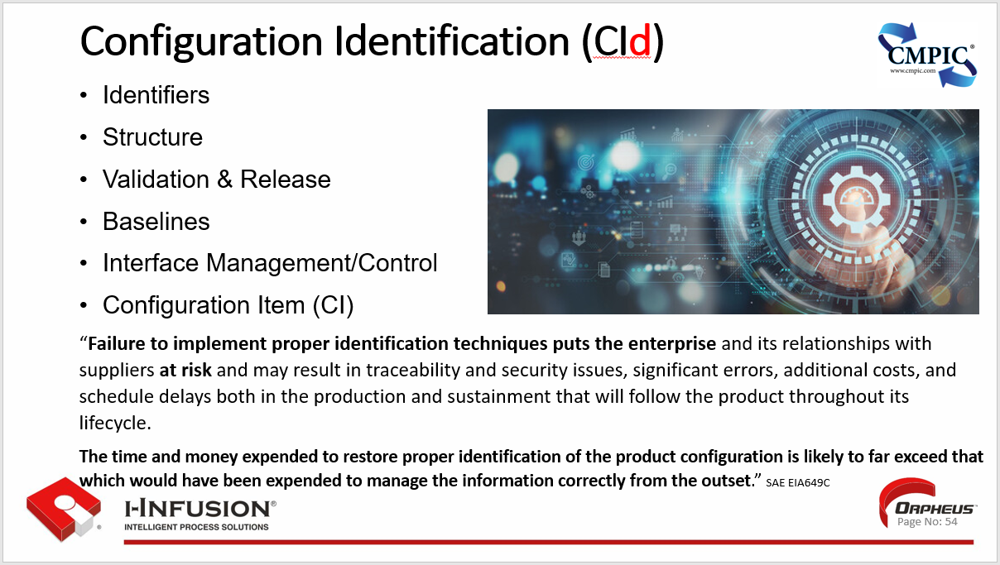 Configuration Identification (CId)
CMPIC®
www.cmpic.com
• Identifiers
• Structure
• Validation & Release
• Baselines
• Interface Management/Control
• Configuration Item (CI)
“Failure to implement proper identification techniques puts the enterprise and its relationships with
suppliers at risk and may result in traceability and security issues, significant errors, additional costs, and
schedule delays both in the production and sustainment that will follow the product throughout its
lifecycle.
The time and money expended to restore proper identification of the product configuration is likely to far exceed that
which would have been expended to manage the information correctly from the outset.” SAE EIA649C
I-INFUSION®
INTELLIGENT PROCESS SOLUTIONS
®
ORPHEUS™
Page No: 54